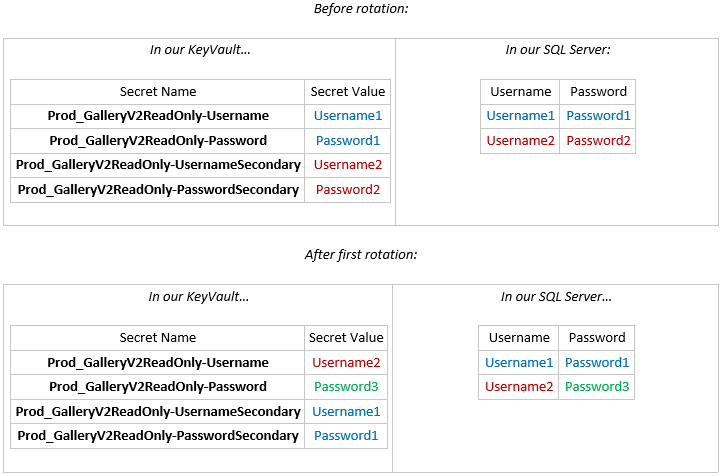 Before rotation:
In our KeyVault... In our SQL Server:
Secret Name Secret Value Username Password
Prod_GalleryV2ReadOnly-Username Username1 Username1 Password1
Prod_GalleryV2ReadOnly-Password Password1 Username2 Password2
Prod_GalleryV2ReadOnly-UsernameSecondary Username2
Prod_GalleryV2ReadOnly-PasswordSecondary Password2
After first rotation:
In our KeyVault... In our SQL Server...
Secret Name Secret Value Username Password
Prod_GalleryV2ReadOnly-Username Username2 Username1 Password1
Prod_GalleryV2ReadOnly-Password Password3 Username2 Password3
Prod_GalleryV2ReadOnly-UsernameSecondary Username1
Prod_GalleryV2ReadOnly-PasswordSecondary Password1